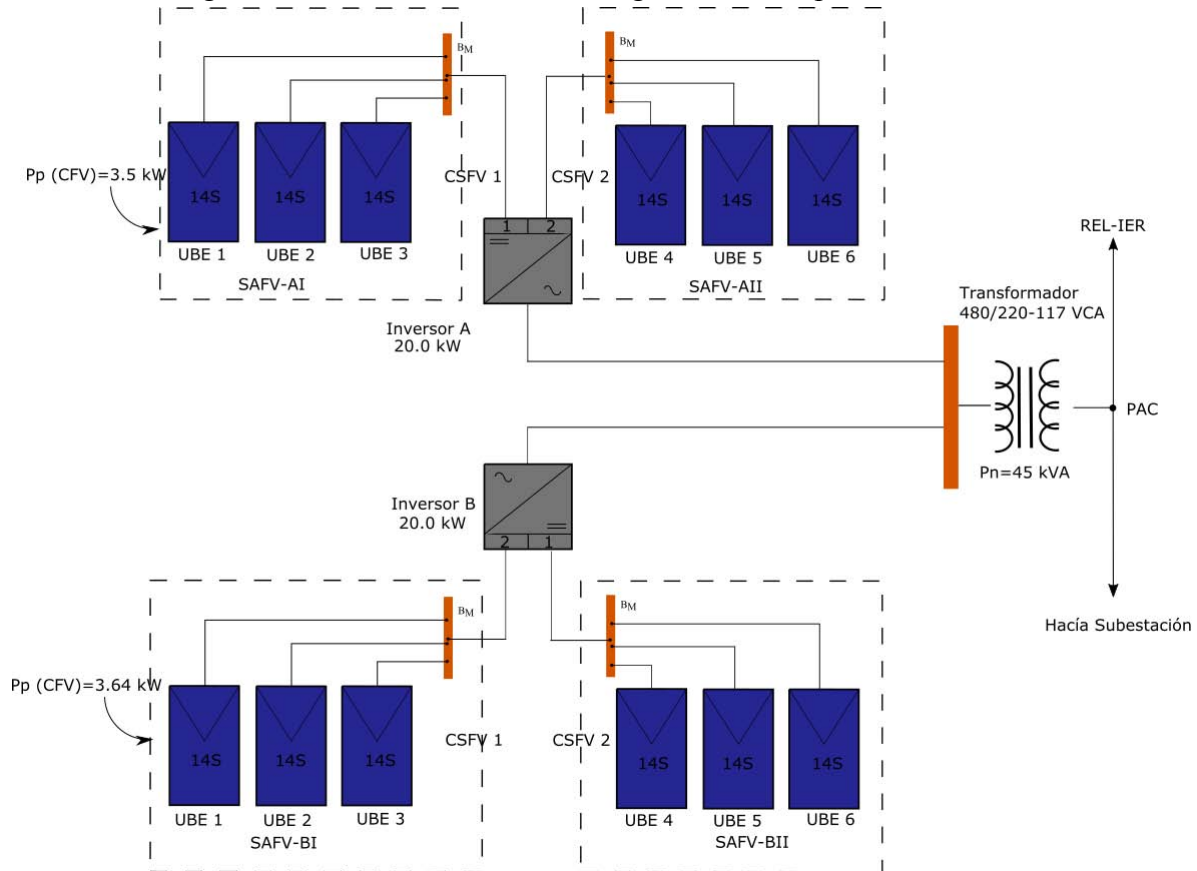 BM
BM
14S
14S
14S
14S
14S
14S
Pp (CFV)=3.5 kW
CSFV 1
CSFV 2
UBE 1
UBE 2
UBE 3
1
2
UBE 4
UBE 5
UBE 6
SAFV-AI
SAFV-AII
REL-IER
Transformador
480/220-117 VCA
Inversor A
20.0 kW
PAC
Pn=45 kVA
Inversor B
20.0 kW
2
1
BM
BM
Hacía Subestación
Pp (CFV)=3.64 kW
CSFV 1
CSFV 2
14S
14S
14S
14S
14S
14S
UBE 1
UBE 2
UBE 3
UBE 4
UBE 5
UBE 6
SAFV-BI
SAFV-BII